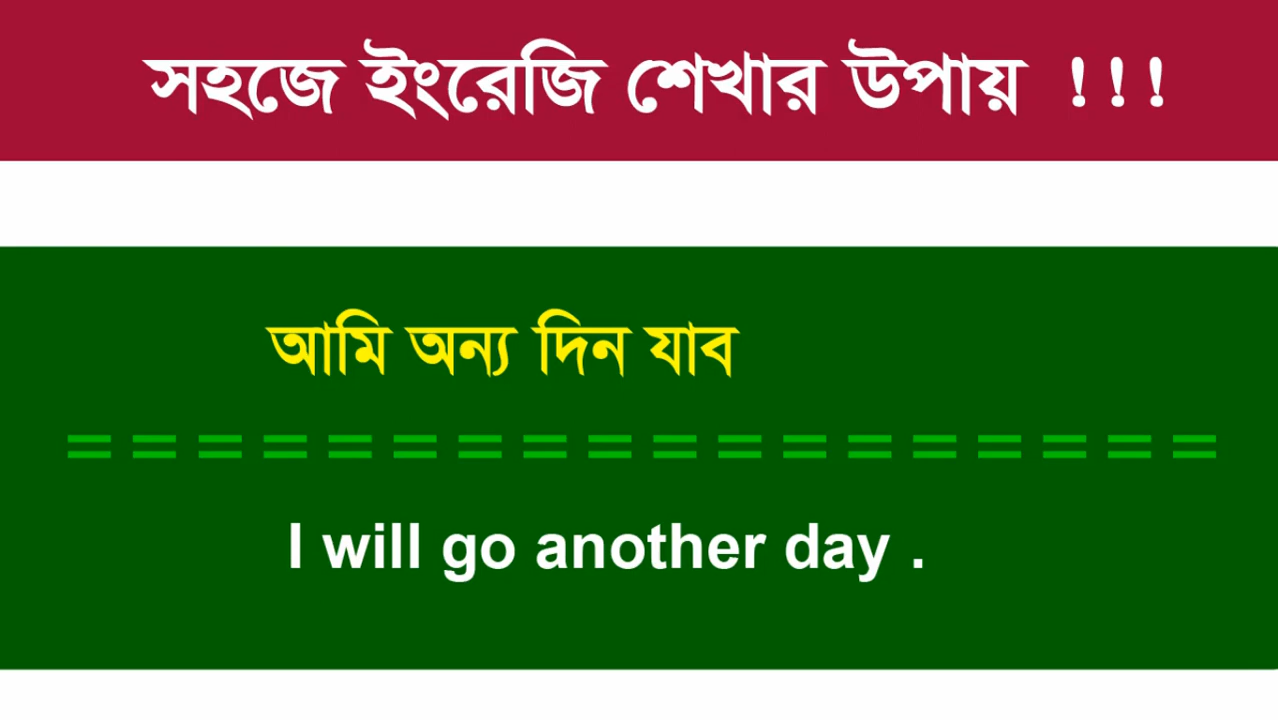 সহজে ইংরেজি শেখার উপায় !!!
আমি অন্য দিন যাব
= = = = = = = = = = = = = = = = = =
I will go another day .